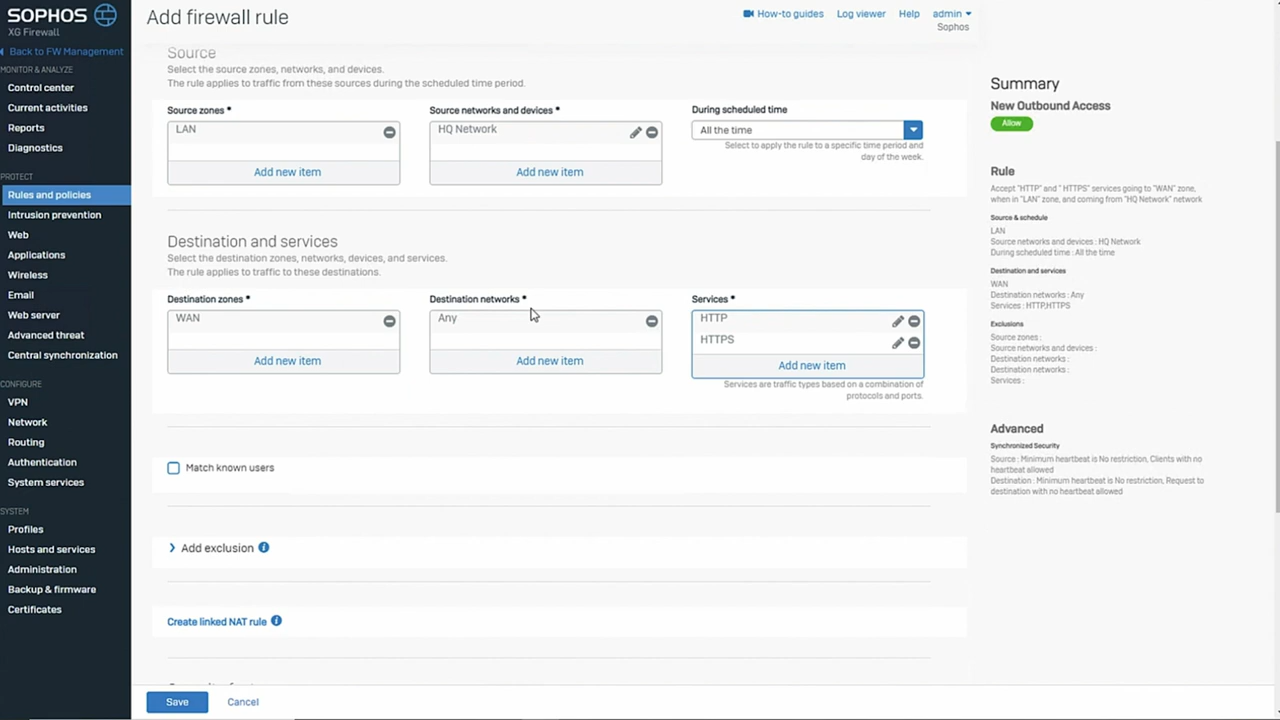 SOPHOS
XG Firewall
Back to FW Management
MONITOR & ANALYZE
Control center
Current activities
Reports
Diagnostics
PROTECT
Rules and policies
Intrusion prevention
Web
Applications
Wireless
Email
Web server
Advanced threat
Central synchronization
CONFIGURE
VPN
Network
Routing
Authentication
System services
SYSTEM
Profiles
Hosts and services
Administration
Backup & firmware
Certificates
Add firewall rule
How-to guides
Log viewer
Help
admin
Sophos
Source
Select the source zones, networks, and devices.
The rule applies to traffic from these sources during the scheduled time period.
Source zones *
LAN
Add new item
Source networks and devices *
HQ Network
Add new item
During scheduled time
All the time
Select to apply the rule to a specific time period and
day of the week.
Destination and services
Select the destination zones, networks, devices, and services.
The rule applies to traffic to these destinations.
Destination zones *
WAN
Add new item
Destination networks *
Any
Add new item
Services *
HTTP
HTTPS
Add new item
Services are traffic types based on a combination of
protocols and ports.
Match known users
Add exclusion
Create linked NAT rule
Save
Cancel
Summary
New Outbound Access
Allow
Rule
Accept "HTTP" and " HTTPS" services going to "WAN" zone,
when in "LAN" zone, and coming from "HQ Network" network
Source & schedule
LAN
Source networks and devices : HQ Network
During scheduled time : All the time
Destination and services
WAN
Destination networks : Any
Services : HTTP,HTTPS
Exclusions
Source zones :
Source networks and devices :
Destination networks :
Destination networks :
Services :
Advanced
Synchronized Security
Source : Minimum heartbeat is No restriction, Clients with no
heartbeat allowed
Destination : Minimum heartbeat is No restriction, Request to
destination with no heartbeat allowed